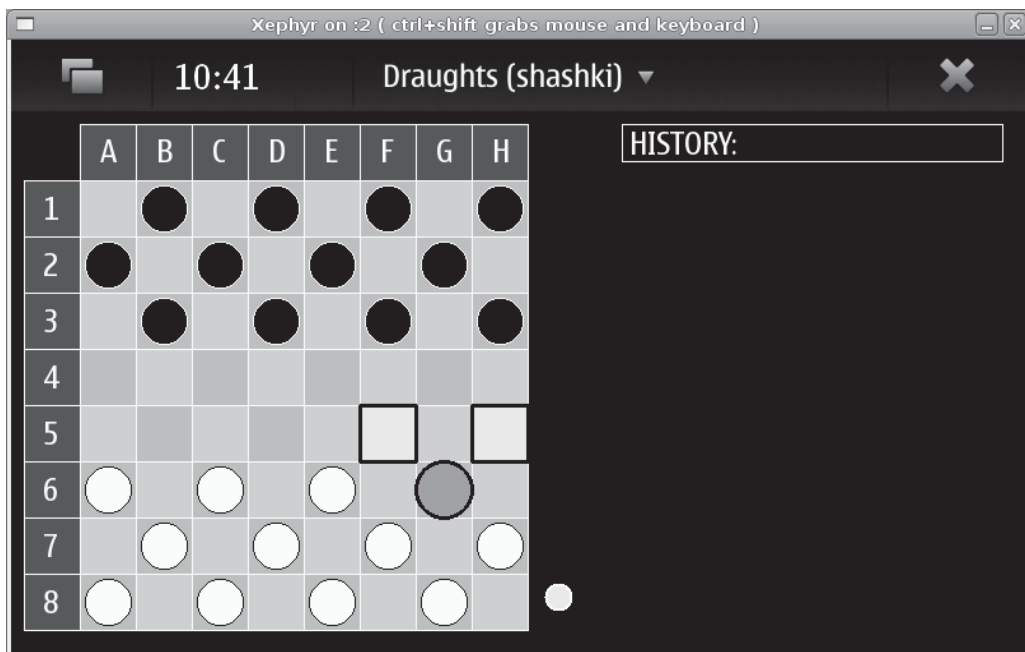 Xephyr on :2 ( ctrl+shift grabs mouse and keyboard )
10:41 Draughts (shashki)
HISTORY:
A B C D E F G H
1
2
3
4
5
6
7
8